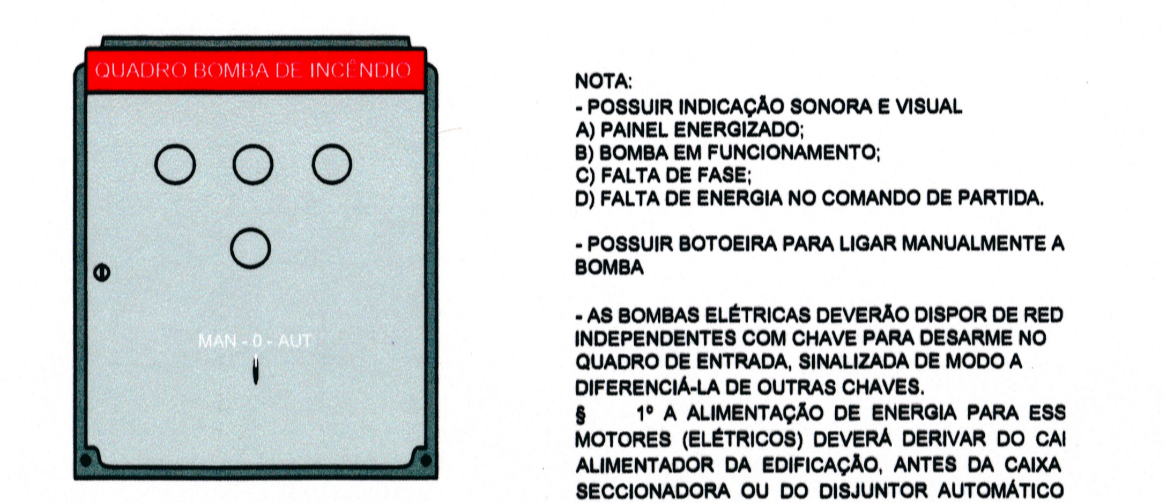 QUADRO BOMBA DE INCÊNDIO
MAN - 0 - AUT
NOTA:
- POSSUIR INDICAÇÃO SONORA E VISUAL
A) PAINEL ENERGIZADO;
B) BOMBA EM FUNCIONAMENTO;
C) FALTA DE FASE;
D) FALTA DE ENERGIA NO COMANDO DE PARTIDA.
- POSSUIR BOTOEIRA PARA LIGAR MANUALMENTE A
BOMBA
- AS BOMBAS ELÉTRICAS DEVERÃO DISPOR DE RED
INDEPENDENTES COM CHAVE PARA DESARME NO
QUADRO DE ENTRADA, SINALIZADA DE MODO A
DIFERENCIÁ-LA DE OUTRAS CHAVES.
§ 1º A ALIMENTAÇÃO DE ENERGIA PARA ESS
MOTORES (ELÉTRICOS) DEVERÁ DERIVAR DO CAI
ALIMENTADOR DA EDIFICAÇÃO, ANTES DA CAIXA
SECCIONADORA OU DO DISJUNTOR AUTOMÁTICO